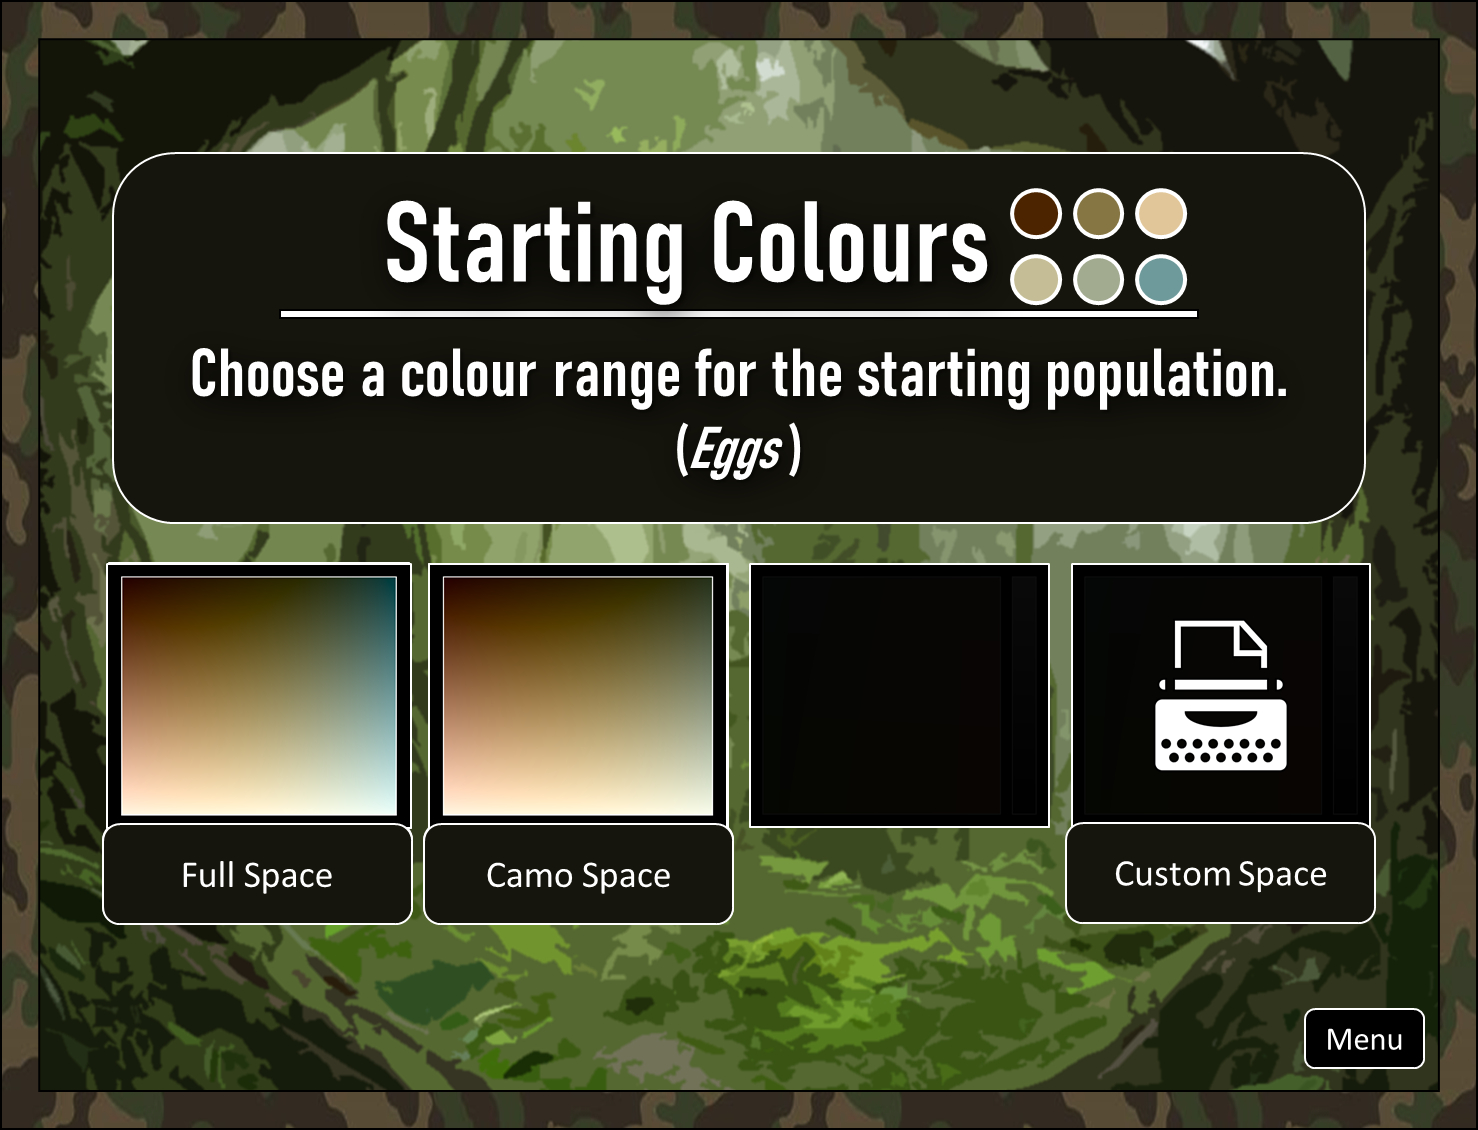 Starting Colours
Choose a colour range for the starting population.
(Eggs )
Full Space
Camo Space
Custom Space
Menu